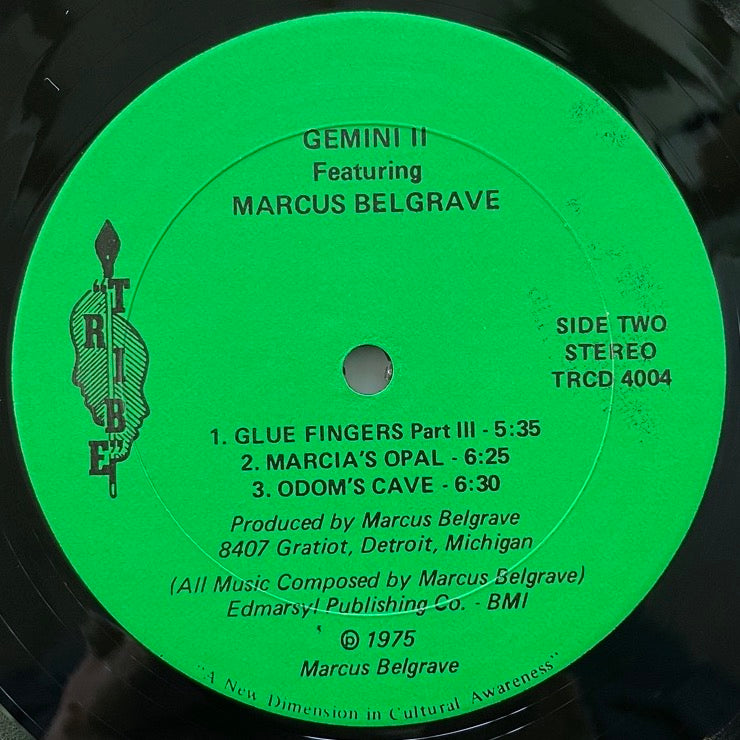 GEMINI II
Featuring
MARCUS BELGRAVE
"TRIBE"
SIDE TWO
STEREO
TRCD 4004
1. GLUE FINGERS Part III - 5:35
2. MARCIA'S OPAL - 6:25
3. ODOM'S CAVE - 6:30
Produced by Marcus Belgrave
8407 Gratiot, Detroit, Michigan
(All Music Composed by Marcus Belgrave)
Edmarsyl Publishing Co. - BMI
℗ 1975
Marcus Belgrave
"A New Dimension in Cultural Awareness"